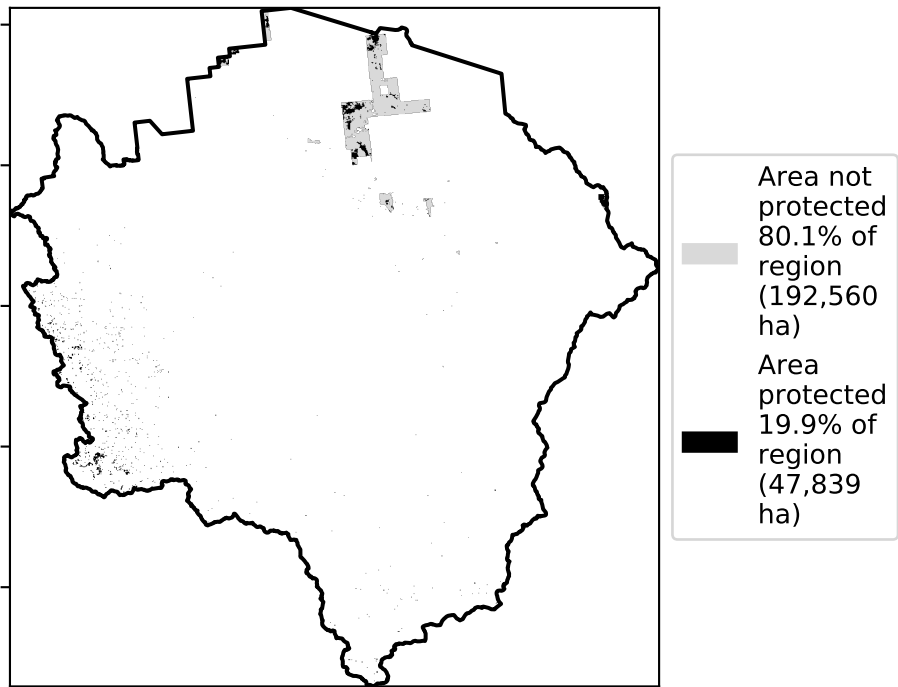 Area not
protected
80.1% of
region
(192,560
ha)
Area
protected
19.9% of
region
(47,839
ha)